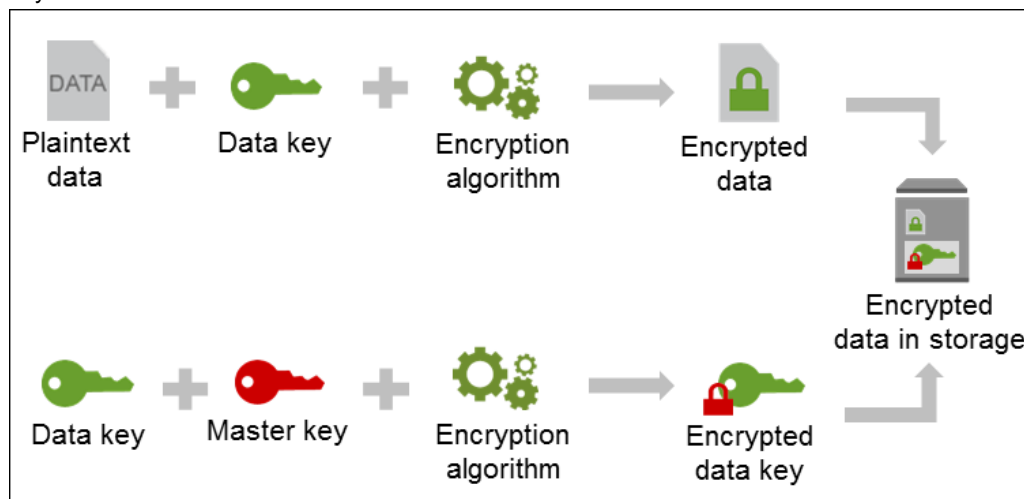 DATA
Plaintext
data
Data key
Encryption
algorithm
Encrypted
data
Encrypted
data in storage
Data key
Master key
Encryption
algorithm
Encrypted
data key